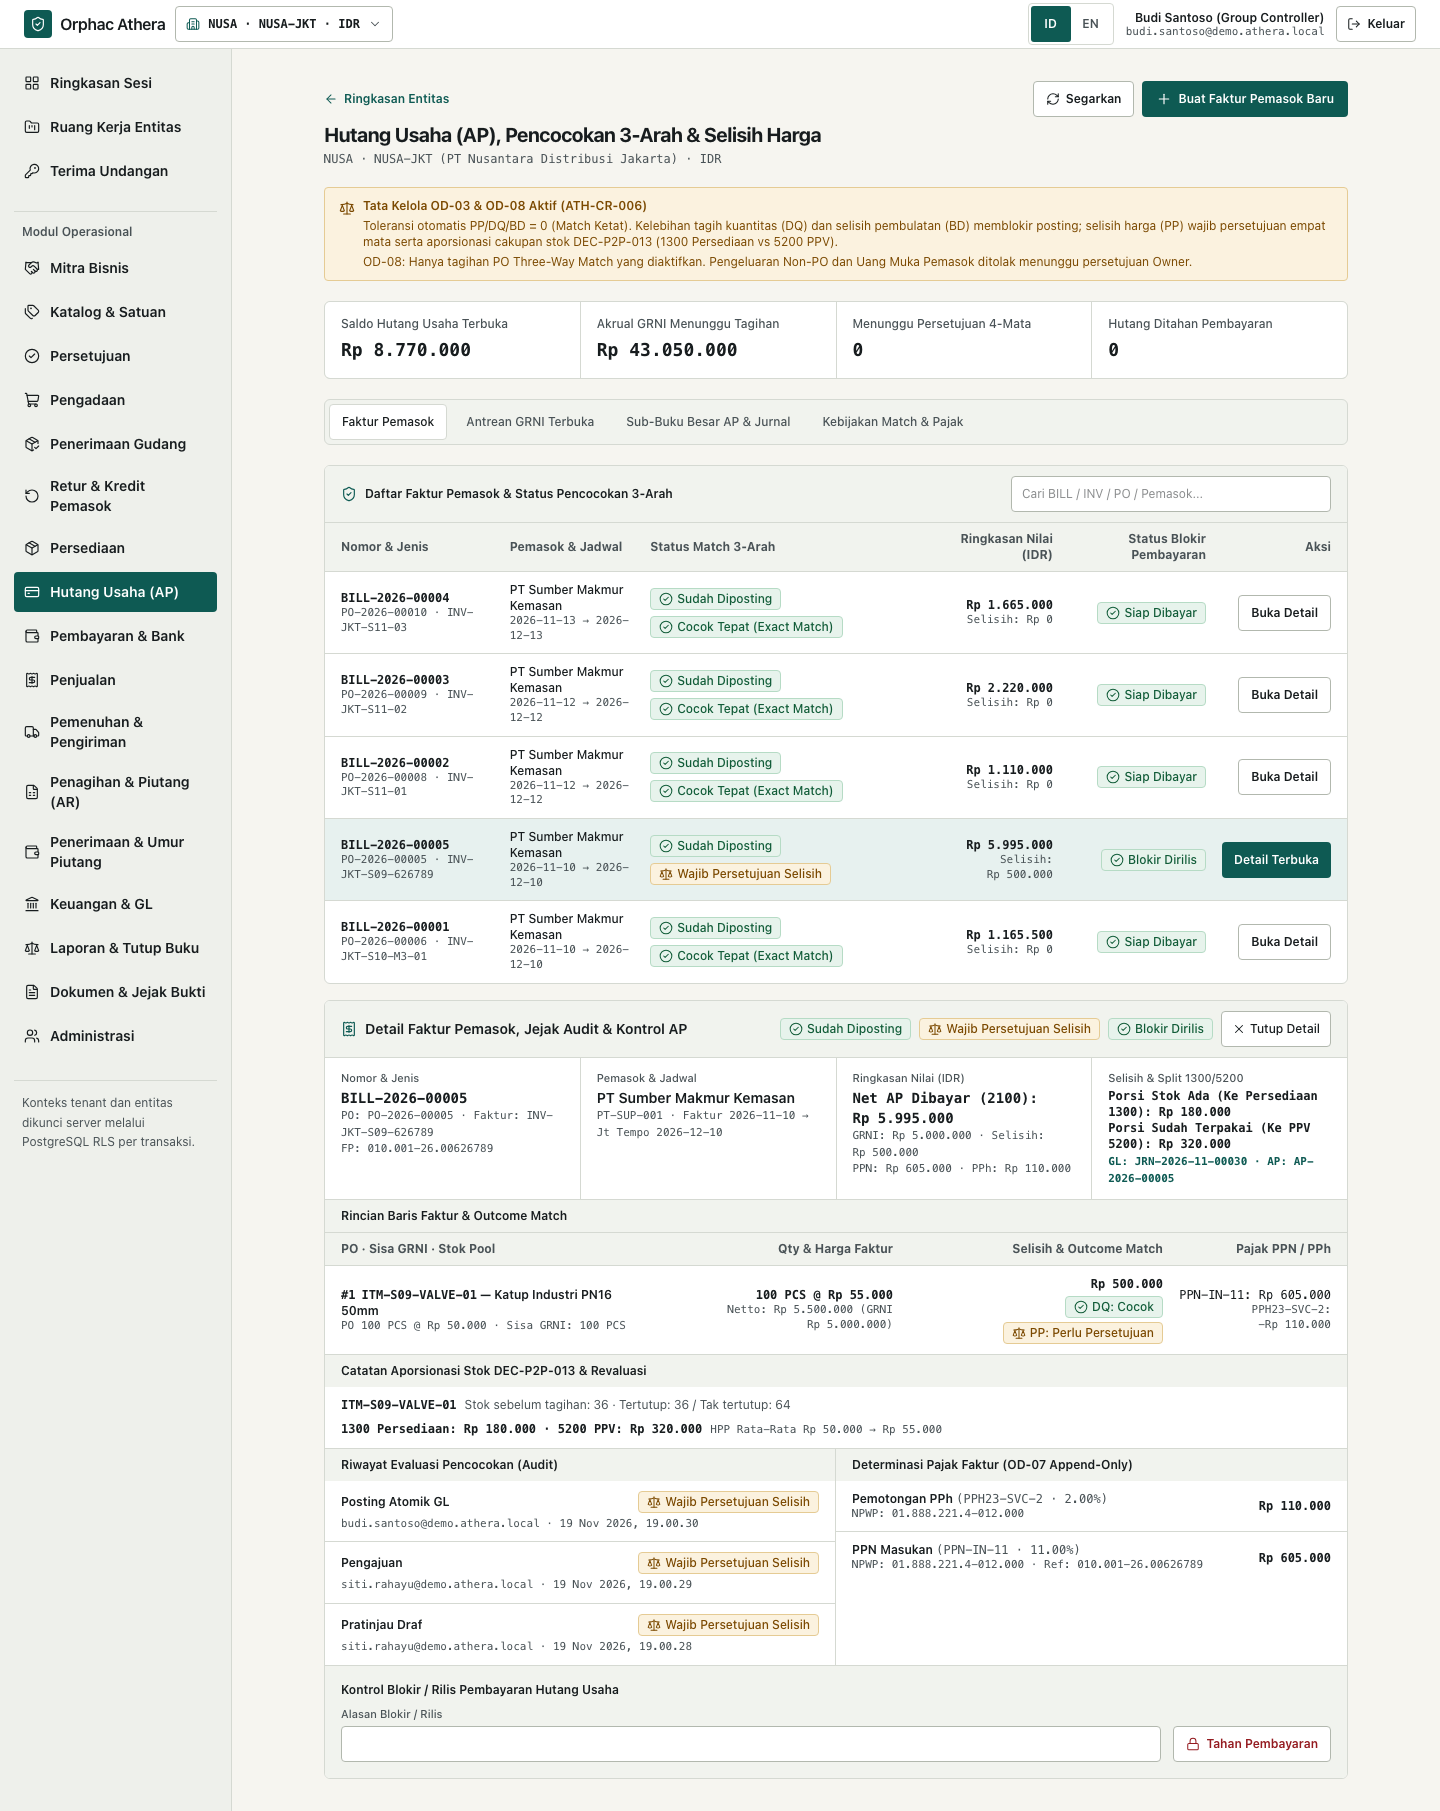 Orphac Athera
NUSA · NUSA-JKT · IDR
ID
EN
Budi Santoso (Group Controller)
budi.santoso@demo.athera.local
Keluar
Ringkasan Sesi
Ruang Kerja Entitas
Terima Undangan
Modul Operasional
Mitra Bisnis
Katalog & Satuan
Persetujuan
Pengadaan
Penerimaan Gudang
Retur & Kredit
Pemasok
Persediaan
Hutang Usaha (AP)
Pembayaran & Bank
Penjualan
Pemenuhan &
Pengiriman
Penagihan & Piutang
(AR)
Penerimaan & Umur
Piutang
Keuangan & GL
Laporan & Tutup Buku
Dokumen & Jejak Bukti
Administrasi
Konteks tenant dan entitas
dikunci server melalui
PostgreSQL RLS per transaksi.
← Ringkasan Entitas
Segarkan
Buat Faktur Pemasok Baru
Hutang Usaha (AP), Pencocokan 3-Arah & Selisih Harga
NUSA · NUSA-JKT (PT Nusantara Distribusi Jakarta) · IDR
Tata Kelola OD-03 & OD-08 Aktif (ATH-CR-006)
Toleransi otomatis PP/DQ/BD = 0 (Match Ketat). Kelebihan tagih kuantitas (DQ) dan selisih pembulatan (BD) memblokir posting; selisih harga (PP) wajib persetujuan empat
mata serta aporsionasi cakupan stok DEC-P2P-013 (1300 Persediaan vs 5200 PPV).
OD-08: Hanya tagihan PO Three-Way Match yang diaktifkan. Pengeluaran Non-PO dan Uang Muka Pemasok ditolak menunggu persetujuan Owner.
Saldo Hutang Usaha Terbuka
Rp 8.770.000
Akrual GRNI Menunggu Tagihan
Rp 43.050.000
Menunggu Persetujuan 4-Mata
0
Hutang Ditahan Pembayaran
0
Faktur Pemasok
Antrean GRNI Terbuka
Sub-Buku Besar AP & Jurnal
Kebijakan Match & Pajak
Daftar Faktur Pemasok & Status Pencocokan 3-Arah
Cari BILL / INV / PO / Pemasok...
Nomor & Jenis
Pemasok & Jadwal
Status Match 3-Arah
Ringkasan Nilai
(IDR)
Status Blokir
Pembayaran
Aksi
BILL-2026-00004
PO-2026-00010 · INV-
JKT-S11-03
PT Sumber Makmur
Kemasan
2026-11-13 → 2026-
12-13
Sudah Diposting
Cocok Tepat (Exact Match)
Rp 1.665.000
Selisih: Rp 0
Siap Dibayar
Buka Detail
BILL-2026-00003
PO-2026-00009 · INV-
JKT-S11-02
PT Sumber Makmur
Kemasan
2026-11-12 → 2026-
12-12
Sudah Diposting
Cocok Tepat (Exact Match)
Rp 2.220.000
Selisih: Rp 0
Siap Dibayar
Buka Detail
BILL-2026-00002
PO-2026-00008 · INV-
JKT-S11-01
PT Sumber Makmur
Kemasan
2026-11-12 → 2026-
12-12
Sudah Diposting
Cocok Tepat (Exact Match)
Rp 1.110.000
Selisih: Rp 0
Siap Dibayar
Buka Detail
BILL-2026-00005
PO-2026-00005 · INV-
JKT-S09-626789
PT Sumber Makmur
Kemasan
2026-11-10 → 2026-
12-10
Sudah Diposting
Wajib Persetujuan Selisih
Rp 5.995.000
Selisih:
Rp 500.000
Blokir Dirilis
Detail Terbuka
BILL-2026-00001
PO-2026-00006 · INV-
JKT-S10-M3-01
PT Sumber Makmur
Kemasan
2026-11-10 → 2026-
12-10
Sudah Diposting
Cocok Tepat (Exact Match)
Rp 1.165.500
Selisih: Rp 0
Siap Dibayar
Buka Detail
Detail Faktur Pemasok, Jejak Audit & Kontrol AP
Sudah Diposting
Wajib Persetujuan Selisih
Blokir Dirilis
Tutup Detail
Nomor & Jenis
BILL-2026-00005
PO: PO-2026-00005 · Faktur: INV-
JKT-S09-626789
FP: 010.001-26.00626789
Pemasok & Jadwal
PT Sumber Makmur Kemasan
PT-SUP-001 · Faktur 2026-11-10 →
Jt Tempo 2026-12-10
Ringkasan Nilai (IDR)
Net AP Dibayar (2100):
Rp 5.995.000
GRNI: Rp 5.000.000 · Selisih:
Rp 500.000
PPN: Rp 605.000 · PPh: Rp 110.000
Selisih & Split 1300/5200
Porsi Stok Ada (Ke Persediaan
1300): Rp 180.000
Porsi Sudah Terpakai (Ke PPV
5200): Rp 320.000
GL: JRN-2026-11-00030 · AP: AP-
2026-00005
Rincian Baris Faktur & Outcome Match
PO · Sisa GRNI · Stok Pool
Qty & Harga Faktur
Selisih & Outcome Match
Pajak PPN / PPh
#1 ITM-S09-VALVE-01 — Katup Industri PN16
50mm
PO 100 PCS @ Rp 50.000 · Sisa GRNI: 100 PCS
100 PCS @ Rp 55.000
Netto: Rp 5.500.000 (GRNI
Rp 5.000.000)
Rp 500.000
DQ: Cocok
PP: Perlu Persetujuan
PPN-IN-11: Rp 605.000
PPH23-SVC-2:
-Rp 110.000
Catatan Aporsionasi Stok DEC-P2P-013 & Revaluasi
ITM-S09-VALVE-01 Stok sebelum tagihan: 36 · Tertutup: 36 / Tak tertutup: 64
1300 Persediaan: Rp 180.000 · 5200 PPV: Rp 320.000 HPP Rata-Rata Rp 50.000 → Rp 55.000
Riwayat Evaluasi Pencocokan (Audit)
Posting Atomik GL
Wajib Persetujuan Selisih
budi.santoso@demo.athera.local · 19 Nov 2026, 19.00.30
Pengajuan
Wajib Persetujuan Selisih
siti.rahayu@demo.athera.local · 19 Nov 2026, 19.00.29
Pratinjau Draf
Wajib Persetujuan Selisih
siti.rahayu@demo.athera.local · 19 Nov 2026, 19.00.28
Determinasi Pajak Faktur (OD-07 Append-Only)
Pemotongan PPh (PPH23-SVC-2 · 2.00%)
NPWP: 01.888.221.4-012.000
Rp 110.000
PPN Masukan (PPN-IN-11 · 11.00%)
NPWP: 01.888.221.4-012.000 · Ref: 010.001-26.00626789
Rp 605.000
Kontrol Blokir / Rilis Pembayaran Hutang Usaha
Alasan Blokir / Rilis
Tahan Pembayaran